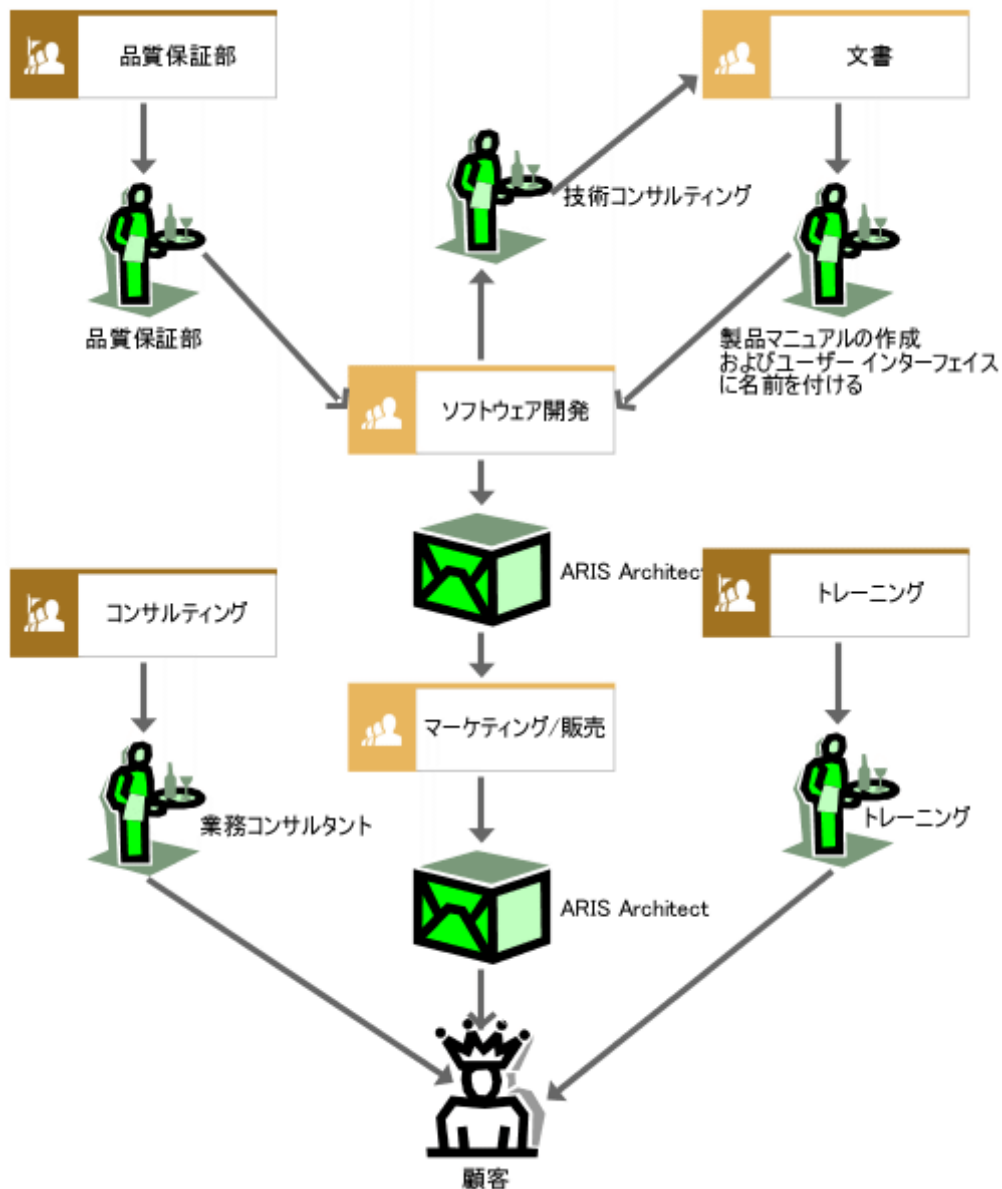 品質保証部
文書
技術コンサルティング
品質保証部
製品マニュアルの作成
およびユーザー インターフェイス
に名前を付ける
ソフトウェア開発
ARIS Architect
コンサルティング
トレーニング
マーケティング/販売
業務コンサルタント
トレーニング
ARIS Architect
顧客